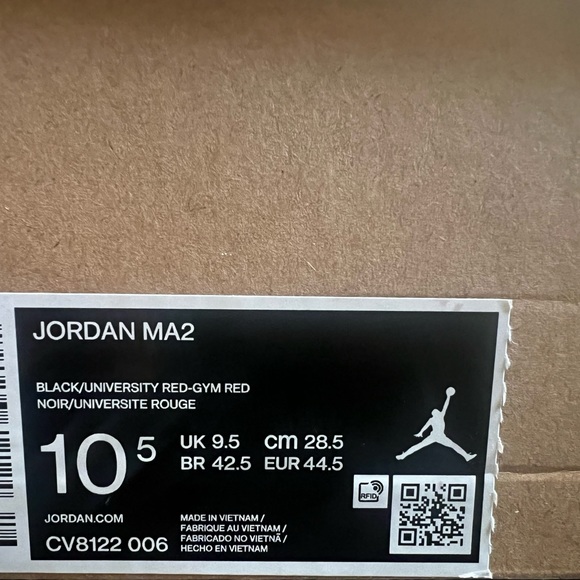 JORDAN MA2
BLACK/UNIVERSITY RED-GYM RED
NOIR/UNIVERSITE ROUGE
10 5
UK 9.5 cm 28.5
BR 42.5 EUR 44.5
RFID
JORDAN.COM
CV8122 006
MADE IN VIETNAM /
FABRIQUE AU VIETNAM /
FABRICADO NO VIETNÃ /
HECHO EN VIETNAM